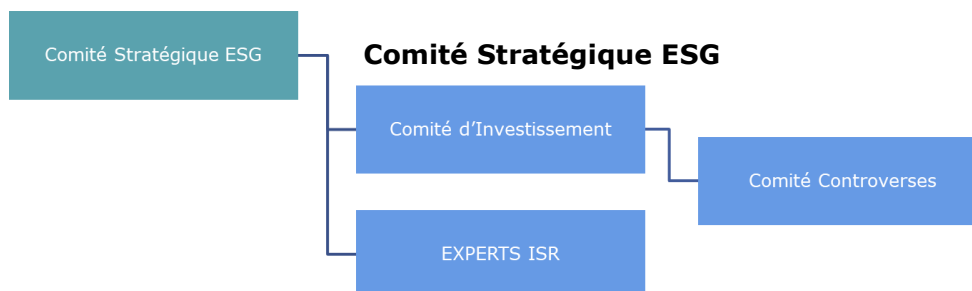 Comité Stratégique ESG
Comité Stratégique ESG
Comité d’Investissement
Comité Controverses
EXPERTS ISR